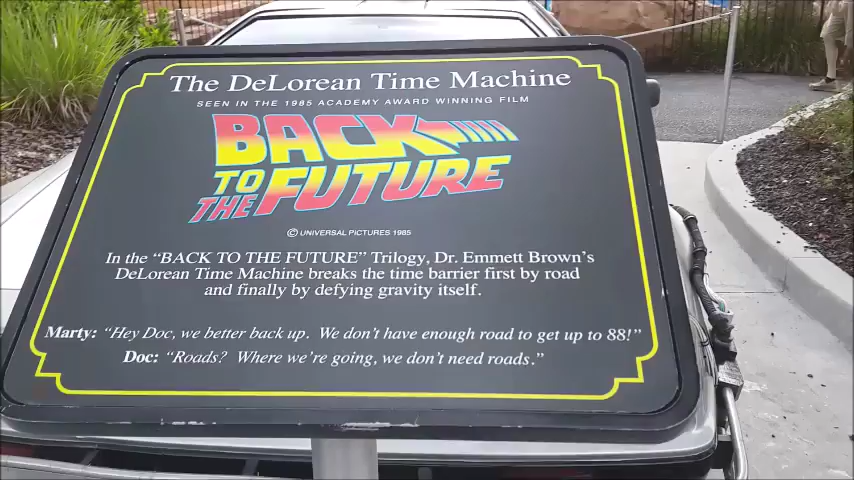 The DeLorean Time Machine
SEEN IN THE 1985 ACADEMY AWARD WINNING FILM
BACK
TO
THE FUTURE
© UNIVERSAL PICTURES 1985
In the “BACK TO THE FUTURE” Trilogy, Dr. Emmett Brown’s
DeLorean Time Machine breaks the time barrier first by road
and finally by defying gravity itself.
Marty: “Hey Doc, we better back up. We don’t have enough road to get up to 88!”
Doc: “Roads? Where we’re going, we don’t need roads.”